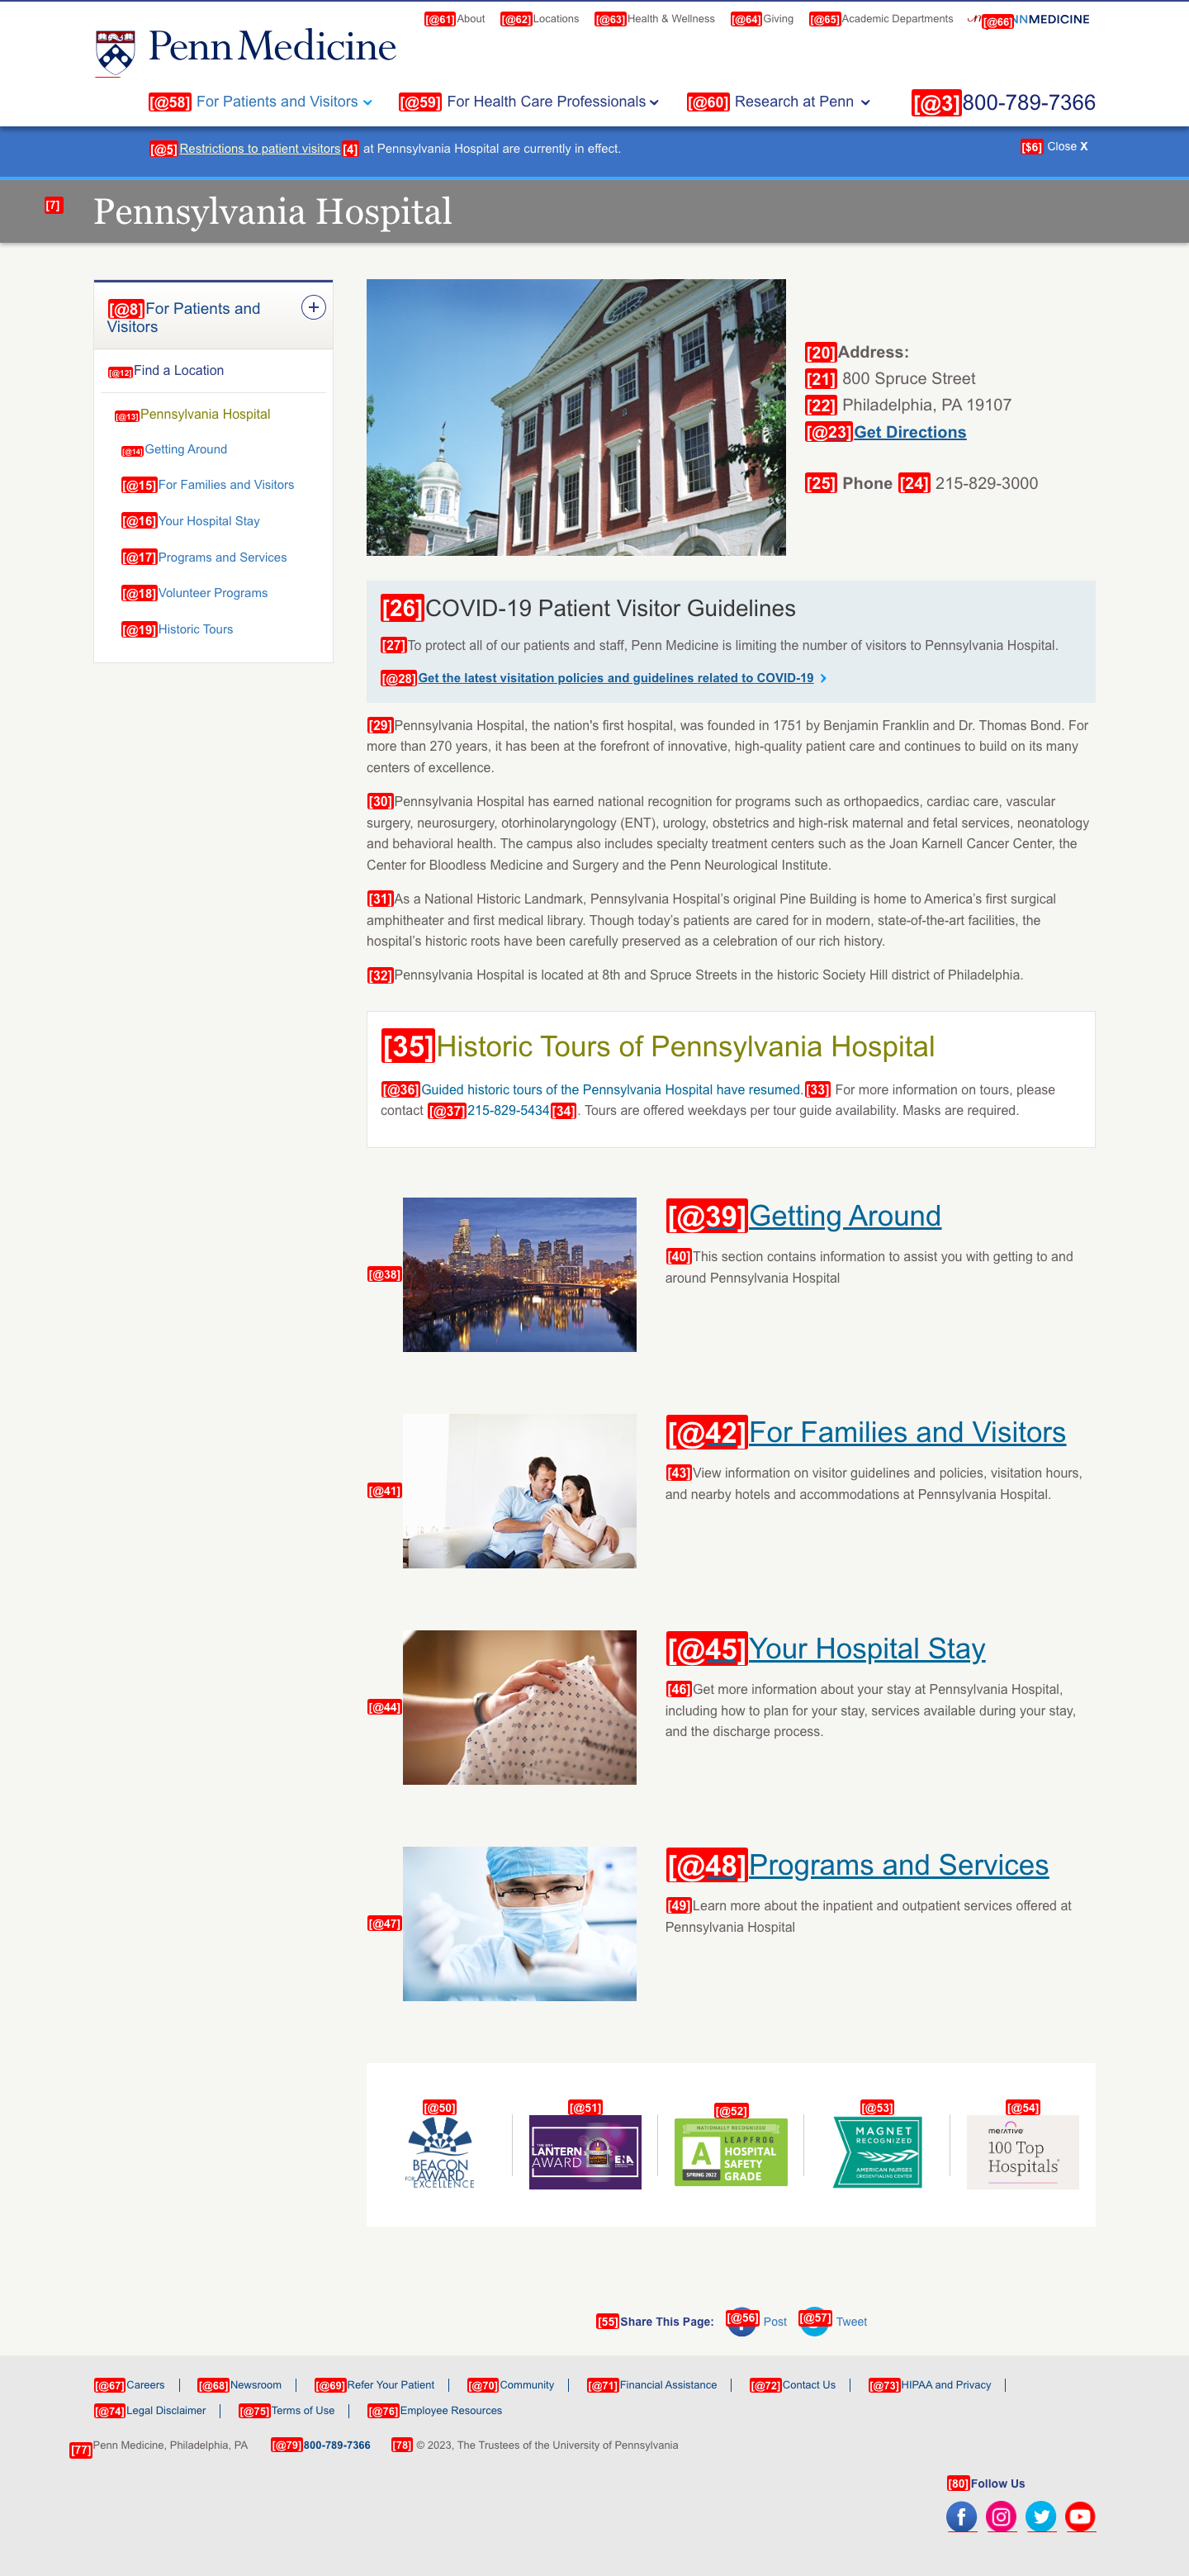 [@61] About [@62] Locations [@63] Health & Wellness [@64] Giving [@65] Academic Departments [@66] NNMEDICINE
Penn Medicine
[@58] For Patients and Visitors [@59] For Health Care Professionals [@60] Research at Penn [@3] 800-789-7366
[@5] Restrictions to patient visitors [4] at Pennsylvania Hospital are currently in effect. [$6] Close X
[7] Pennsylvania Hospital
[@8] For Patients and
Visitors
[@12] Find a Location
[@13] Pennsylvania Hospital
[@14] Getting Around
[@15] For Families and Visitors
[@16] Your Hospital Stay
[@17] Programs and Services
[@18] Volunteer Programs
[@19] Historic Tours
[20] Address:
[21] 800 Spruce Street
[22] Philadelphia, PA 19107
[@23] Get Directions
[25] Phone [24] 215-829-3000
[26] COVID-19 Patient Visitor Guidelines
[27] To protect all of our patients and staff, Penn Medicine is limiting the number of visitors to Pennsylvania Hospital.
[@28] Get the latest visitation policies and guidelines related to COVID-19
[29] Pennsylvania Hospital, the nation's first hospital, was founded in 1751 by Benjamin Franklin and Dr. Thomas Bond. For
more than 270 years, it has been at the forefront of innovative, high-quality patient care and continues to build on its many
centers of excellence.
[30] Pennsylvania Hospital has earned national recognition for programs such as orthopaedics, cardiac care, vascular
surgery, neurosurgery, otorhinolaryngology (ENT), urology, obstetrics and high-risk maternal and fetal services, neonatology
and behavioral health. The campus also includes specialty treatment centers such as the Joan Karnell Cancer Center, the
Center for Bloodless Medicine and Surgery and the Penn Neurological Institute.
[31] As a National Historic Landmark, Pennsylvania Hospital’s original Pine Building is home to America’s first surgical
amphitheater and first medical library. Though today’s patients are cared for in modern, state-of-the-art facilities, the
hospital’s historic roots have been carefully preserved as a celebration of our rich history.
[32] Pennsylvania Hospital is located at 8th and Spruce Streets in the historic Society Hill district of Philadelphia.
[35] Historic Tours of Pennsylvania Hospital
[@36] Guided historic tours of the Pennsylvania Hospital have resumed. [33] For more information on tours, please
contact [@37] 215-829-5434 [34]. Tours are offered weekdays per tour guide availability. Masks are required.
[@38]
[@39] Getting Around
[40] This section contains information to assist you with getting to and
around Pennsylvania Hospital
[@41]
[@42] For Families and Visitors
[43] View information on visitor guidelines and policies, visitation hours,
and nearby hotels and accommodations at Pennsylvania Hospital.
[@44]
[@45] Your Hospital Stay
[46] Get more information about your stay at Pennsylvania Hospital,
including how to plan for your stay, services available during your stay,
and the discharge process.
[@47]
[@48] Programs and Services
[49] Learn more about the inpatient and outpatient services offered at
Pennsylvania Hospital
[@50] [@51] [@52] [@53] [@54]
BEACON
AWARD
FOR EXCELLENCE
LANTERN
AWARD
ENA
NATIONALLY RECOGNIZED
LEAPFROG
A HOSPITAL
SAFETY
GRADE
SPRING 2022
MAGNET
RECOGNIZED
AMERICAN NURSES
CREDENTIALING CENTER
merative
100 Top
Hospitals
[55] Share This Page: [@56] Post [@57] Tweet
[@67] Careers [@68] Newsroom [@69] Refer Your Patient [@70] Community [@71] Financial Assistance [@72] Contact Us [@73] HIPAA and Privacy
[@74] Legal Disclaimer [@75] Terms of Use [@76] Employee Resources
[77] Penn Medicine, Philadelphia, PA [@79] 800-789-7366 [78] © 2023, The Trustees of the University of Pennsylvania
[80] Follow Us